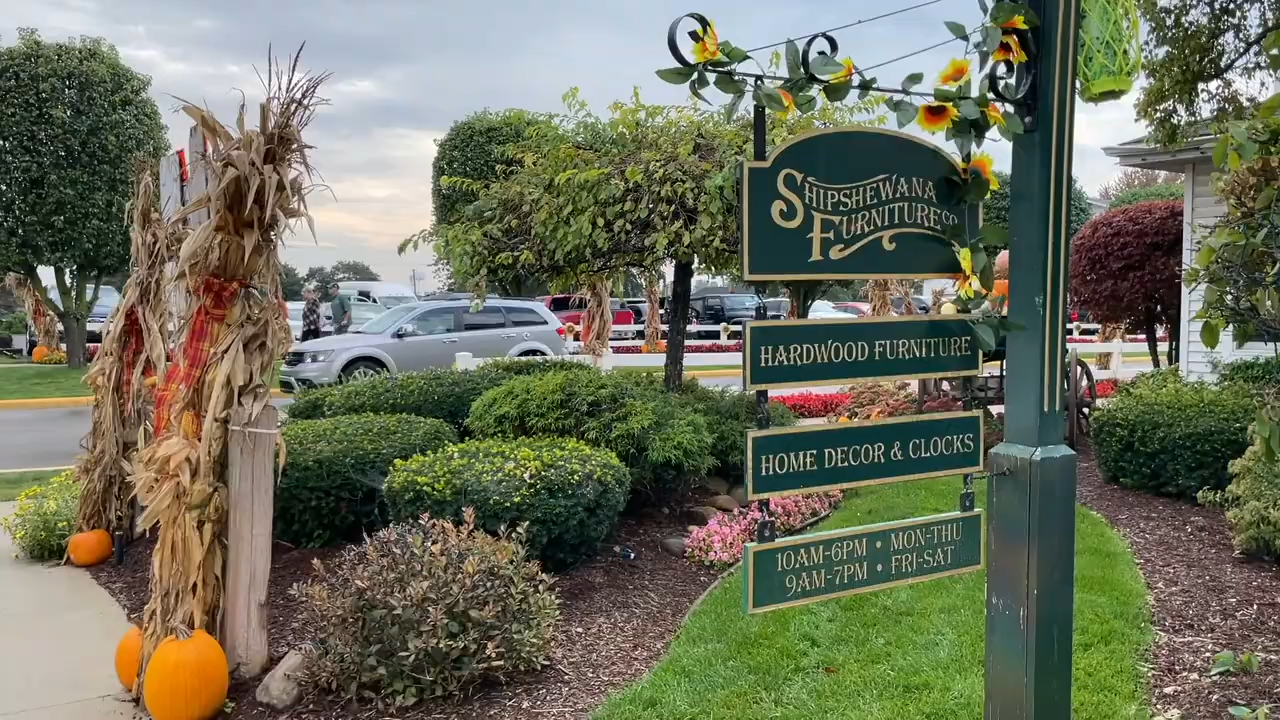 SHIPSHEWANA
FURNITURE CO.
HARDWOOD FURNITURE
HOME DECOR & CLOCKS
10AM-6PM • MON-THU
9AM-7PM • FRI-SAT